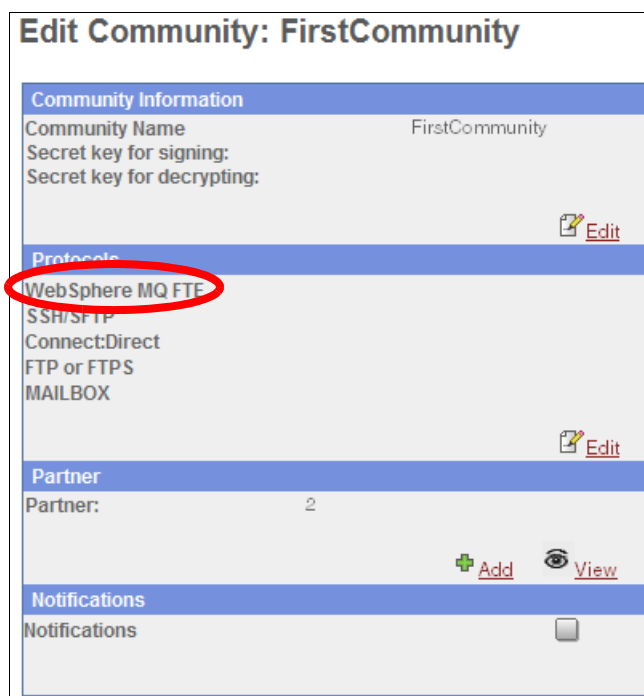 Edit Community: FirstCommunity
Community Information
Community Name FirstCommunity
Secret key for signing:
Secret key for decrypting:
Edit
Protocols
WebSphere MQ FTE
SSH/SFTP
Connect:Direct
FTP or FTPS
MAILBOX
Edit
Partner
Partner: 2
Add View
Notifications
Notifications